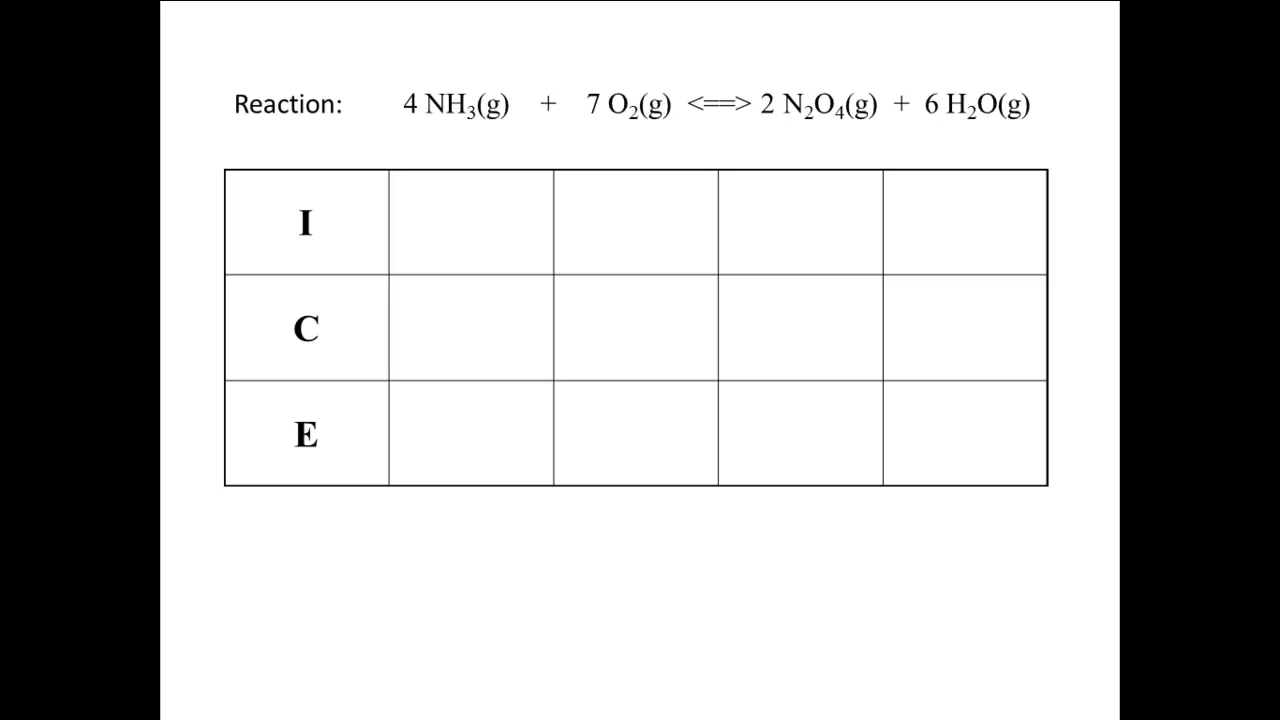 Reaction: 4 NH₃(g) + 7 O₂(g) <==> 2 N₂O₄(g) + 6 H₂O(g)
I
C
E